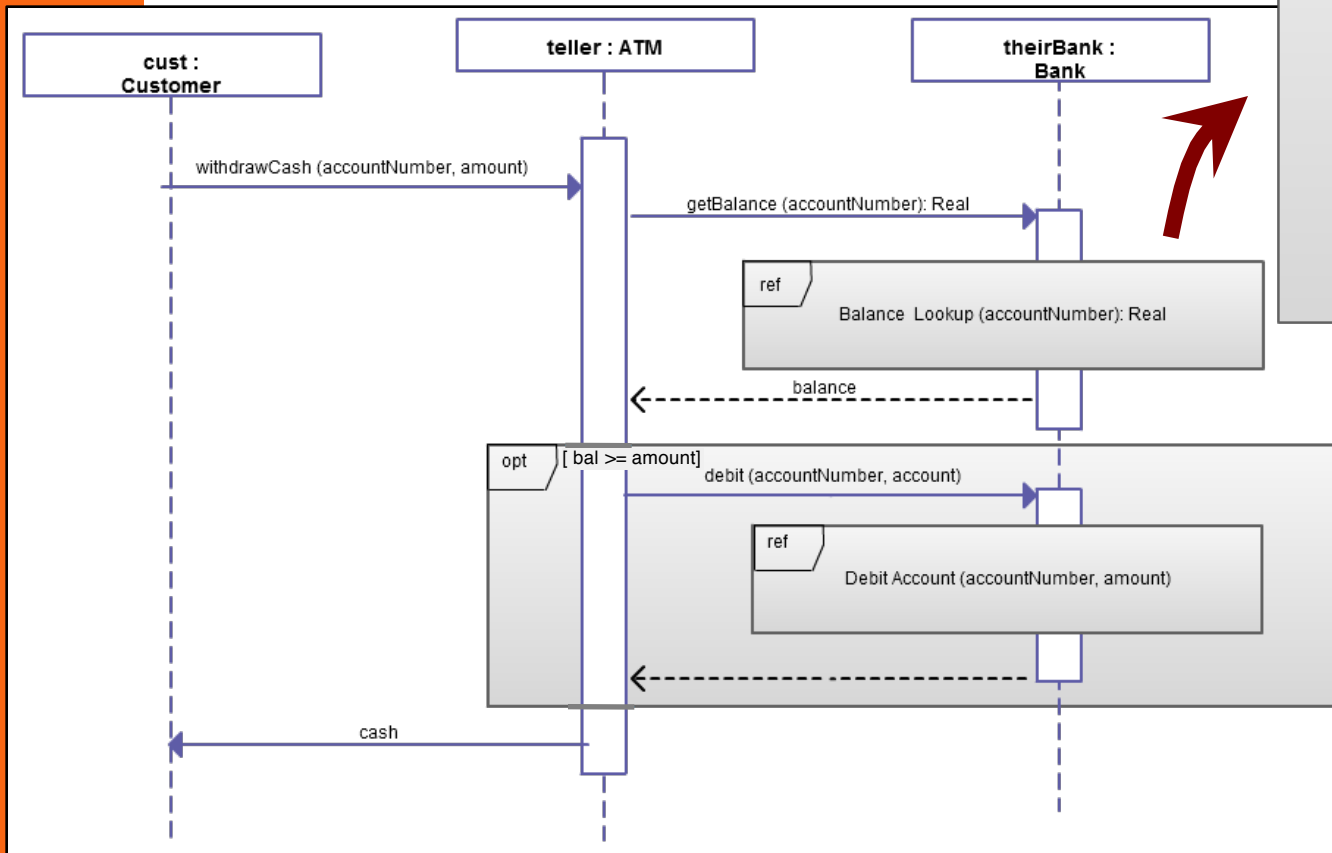 cust :
Customer
teller : ATM
theirBank :
Bank
withdrawCash (accountNumber, amount)
getBalance (accountNumber): Real
ref
Balance Lookup (accountNumber): Real
balance
opt
[ bal >= amount]
debit (accountNumber, account)
ref
Debit Account (accountNumber, amount)
cash